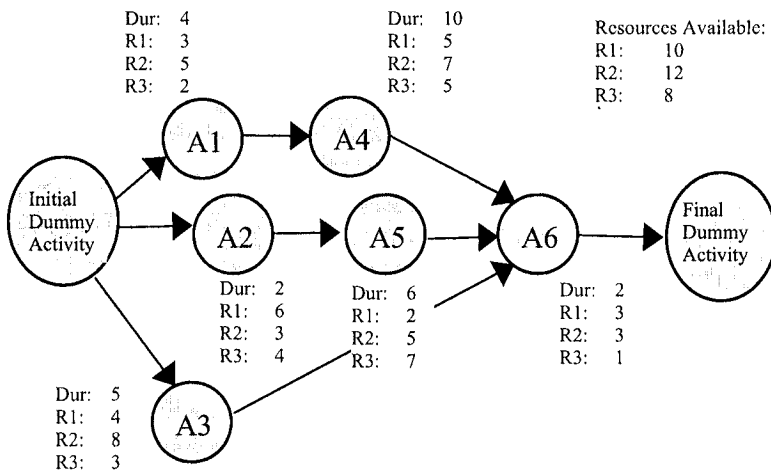 Dur: 4
R1: 3
R2: 5
R3: 2
Dur: 10
R1: 5
R2: 7
R3: 5
Resources Available:
R1: 10
R2: 12
R3: 8
A1
A4
Initial
Dummy
Activity
A2
A5
A6
Final
Dummy
Activity
Dur: 2
R1: 6
R2: 3
R3: 4
Dur: 6
R1: 2
R2: 5
R3: 7
Dur: 2
R1: 3
R2: 3
R3: 1
Dur: 5
R1: 4
R2: 8
R3: 3
A3